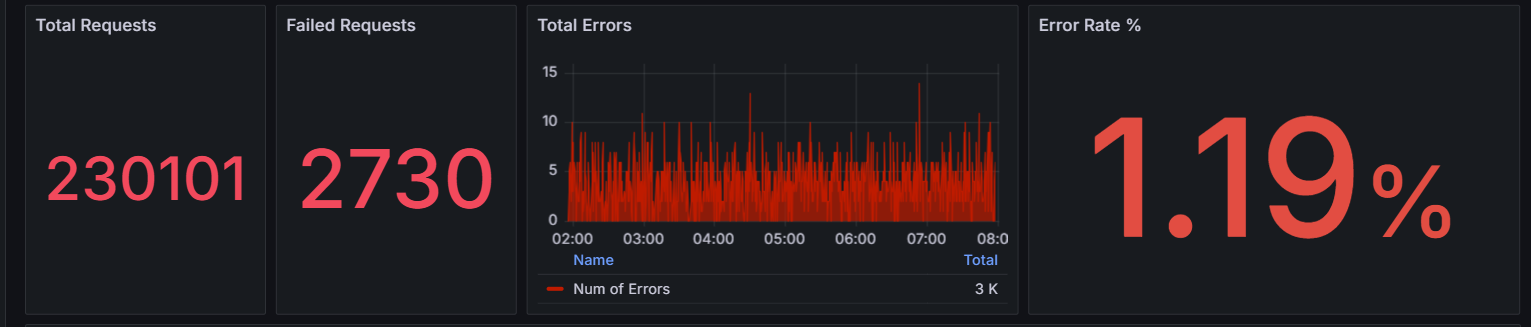 Total Requests
230101
Failed Requests
2730
Total Errors
15
10
5
0
02:00 03:00 04:00 05:00 06:00 07:00 08:0
Name Total
Num of Errors 3 K
Error Rate %
1.19%